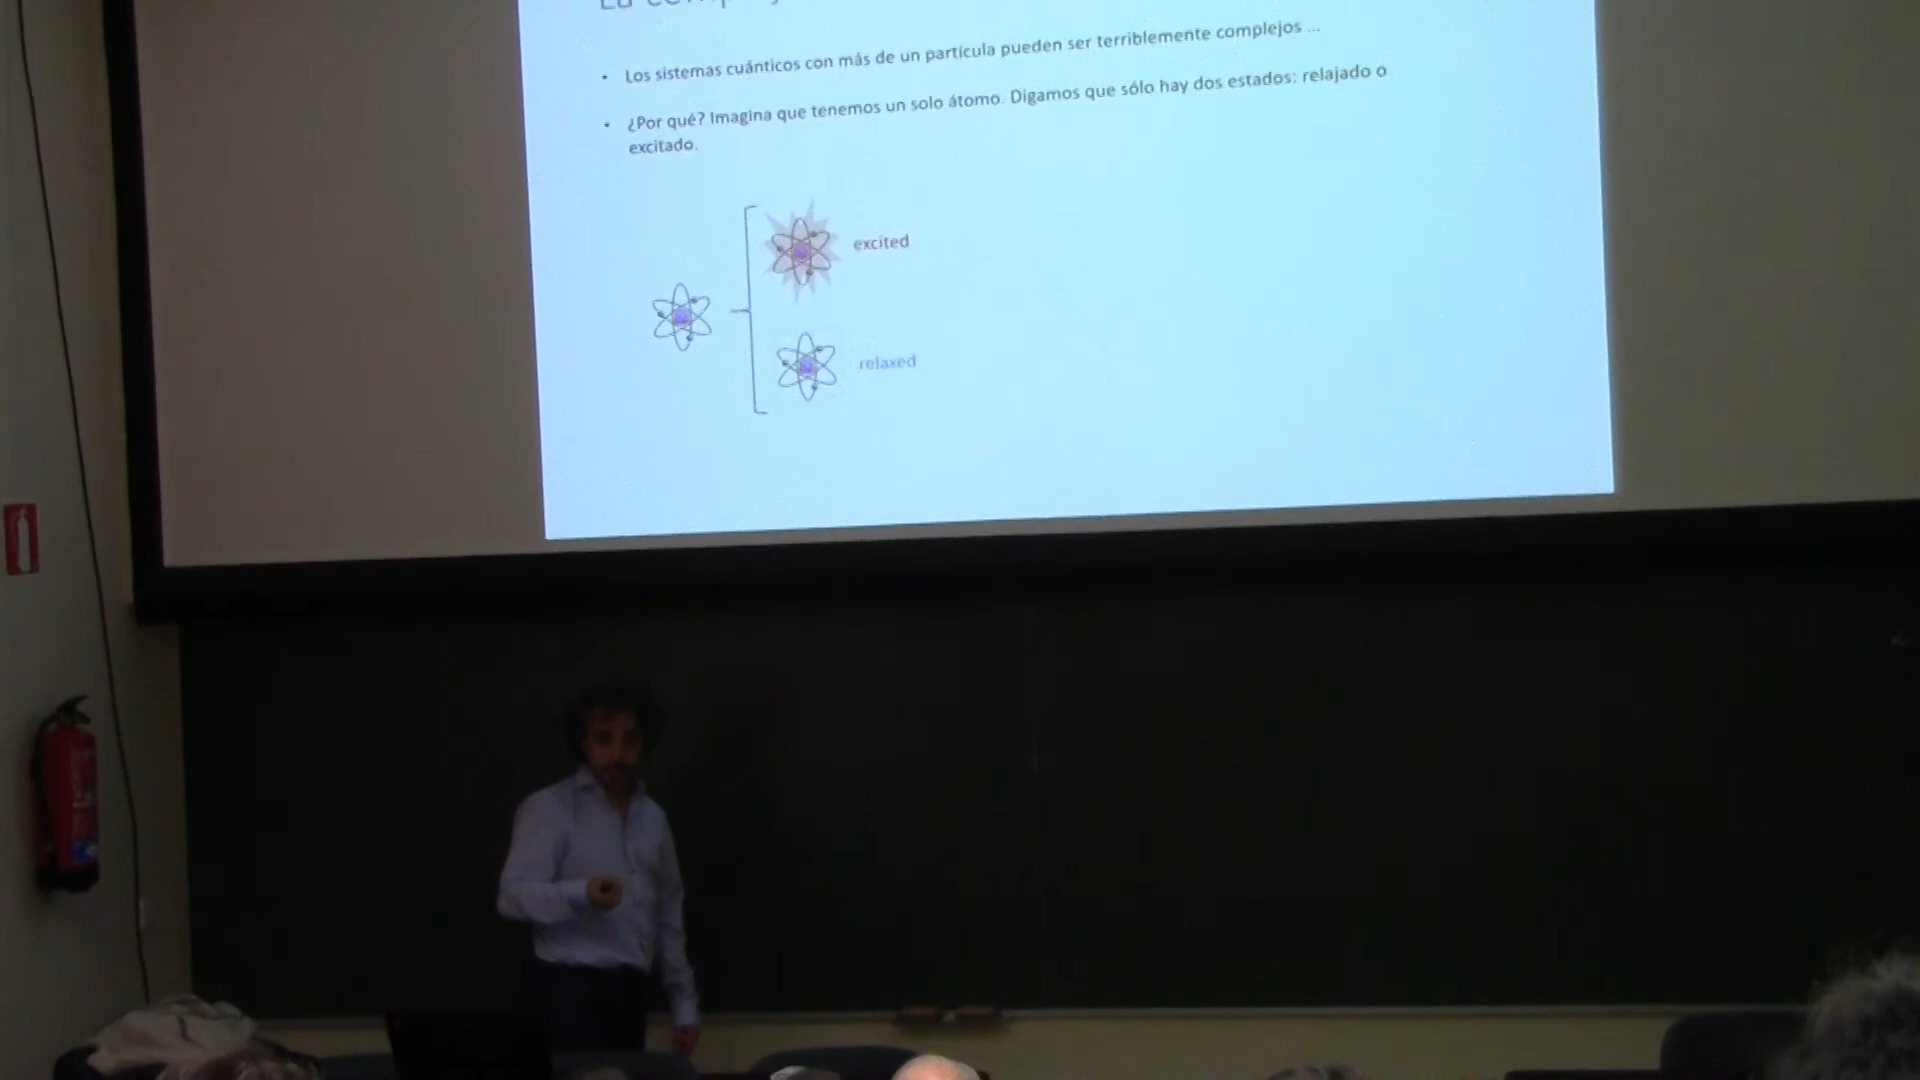 Los sistemas cuánticos con más de un partícula pueden ser terriblemente complejos ...
¿Por qué? Imagina que tenemos un solo átomo. Digamos que sólo hay dos estados: relajado o
excitado.
excited
relaxed